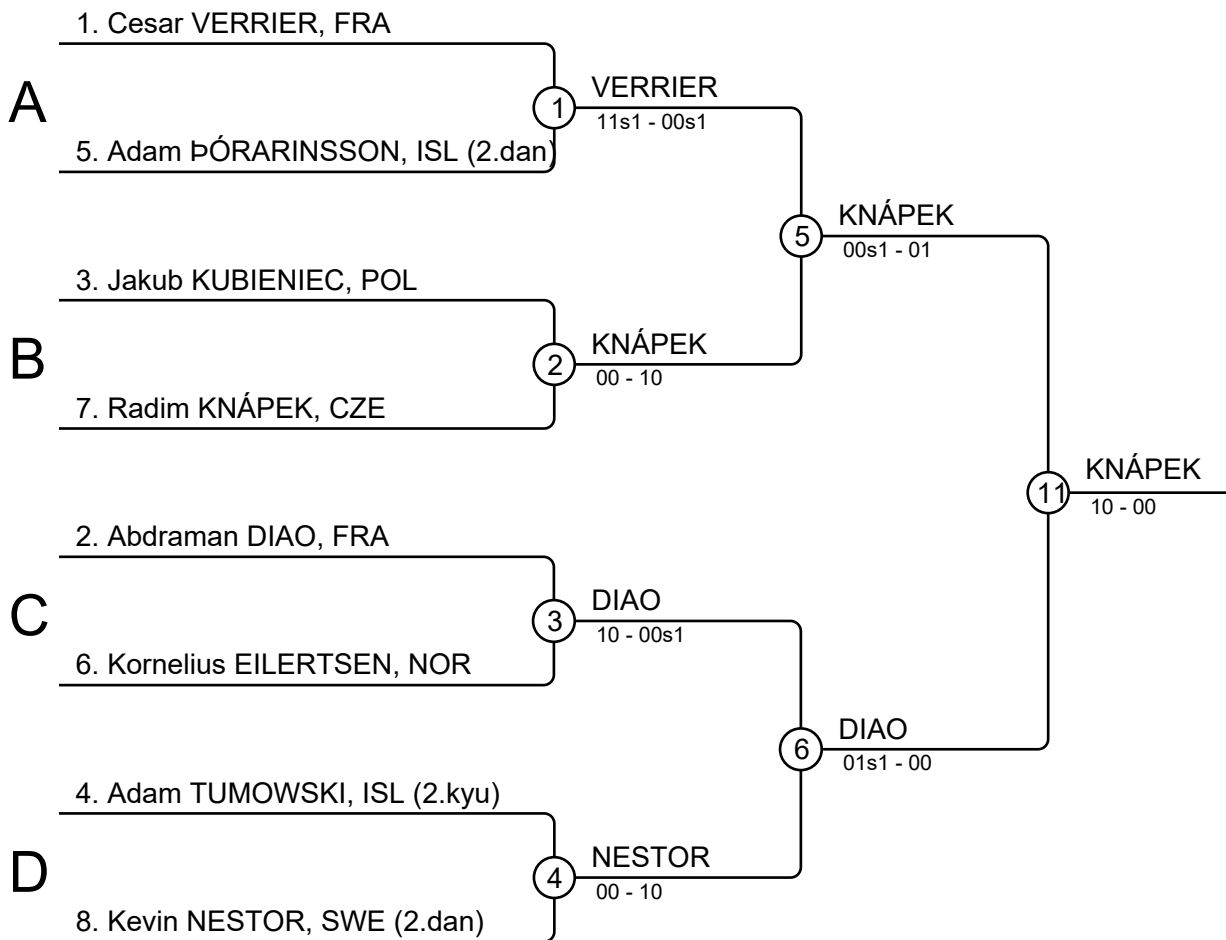 1. Cesar VERRIER, FRA
A
1
VERRIER
11s1 - 00s1
5. Adam ÞÓRARINSSON, ISL (2.dan)
5
KNÁPEK
00s1 - 01
3. Jakub KUBIENIEC, POL
B
2
KNÁPEK
00 - 10
7. Radim KNÁPEK, CZE
11
KNÁPEK
10 - 00
2. Abdraman DIAO, FRA
C
3
DIAO
10 - 00s1
6. Kornelius EILERTSEN, NOR
6
DIAO
01s1 - 00
4. Adam TUMOWSKI, ISL (2.kyu)
D
4
NESTOR
00 - 10
8. Kevin NESTOR, SWE (2.dan)